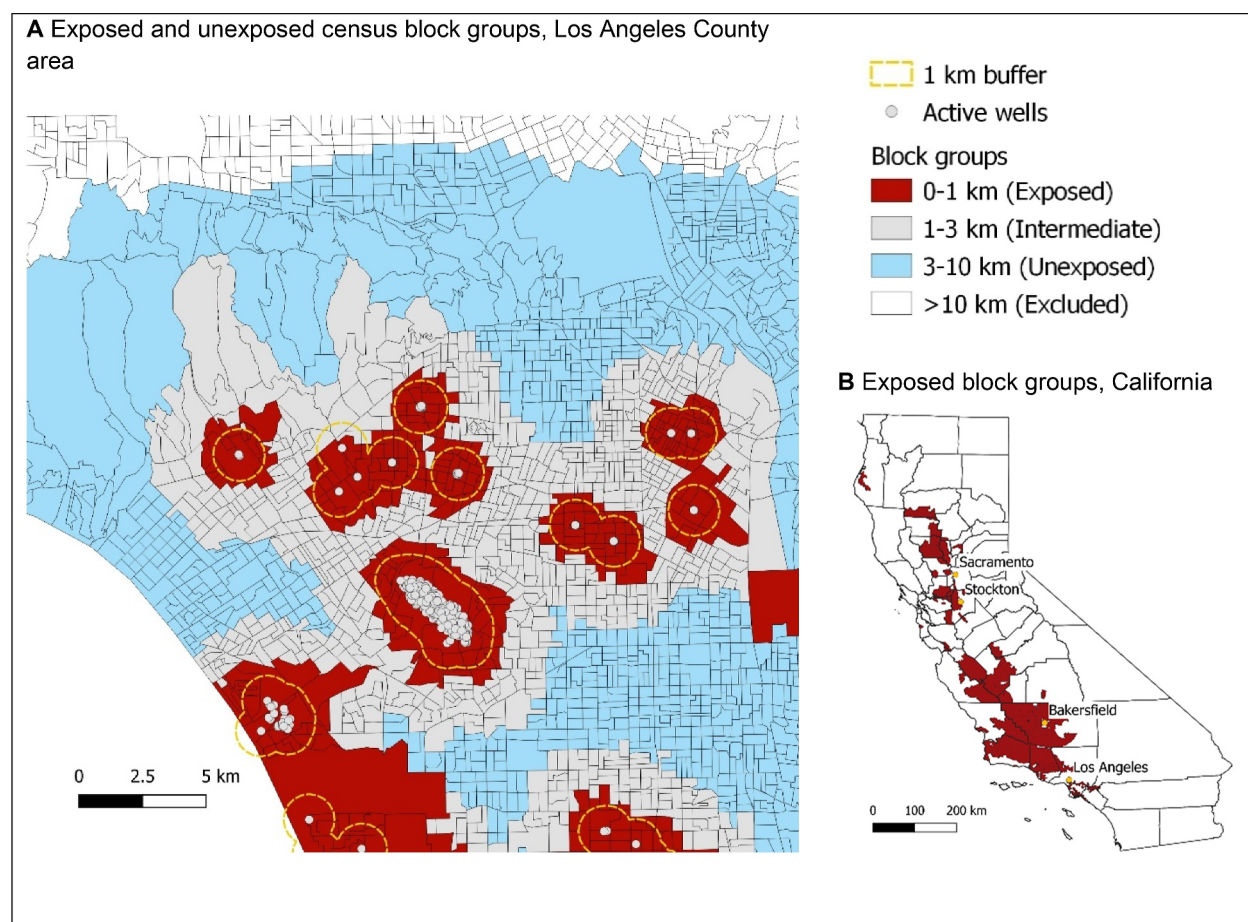 A Exposed and unexposed census block groups, Los Angeles County
area
1 km buffer
Active wells
Block groups
0-1 km (Exposed)
1-3 km (Intermediate)
3-10 km (Unexposed)
>10 km (Excluded)
0 2.5 5 km
B Exposed block groups, California
Sacramento
Stockton
Bakersfield
Los Angeles
0 100 200 km